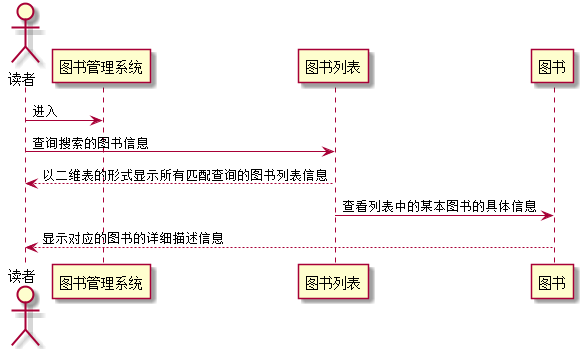 读者
图书管理系统
图书列表
图书
进入
查询搜索的图书信息
以二维表的形式显示所有匹配查询的图书列表信息
查看列表中的某本图书的具体信息
显示对应的图书的详细描述信息
读者
图书管理系统
图书列表
图书